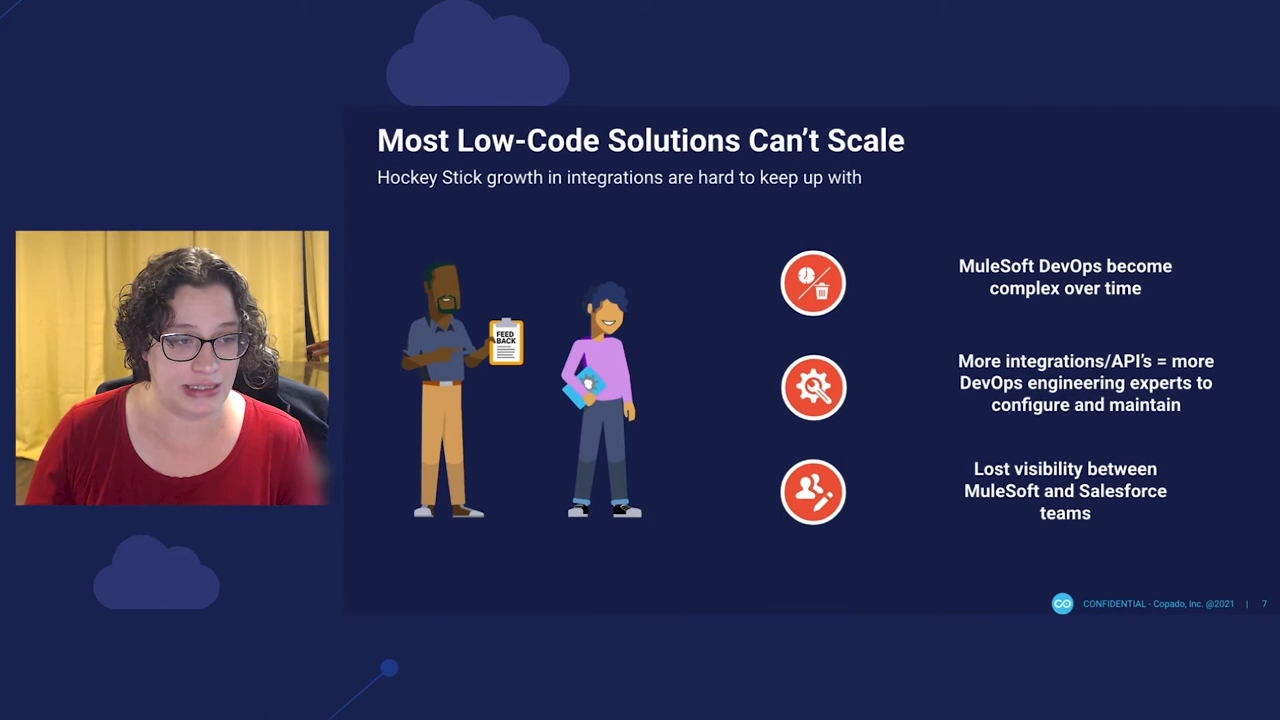 Most Low-Code Solutions Can't Scale
Hockey Stick growth in integrations are hard to keep up with
FEED
BACK
MuleSoft DevOps become
complex over time
More integrations/API's = more
DevOps engineering experts to
configure and maintain
Lost visibility between
MuleSoft and Salesforce
teams
CONFIDENTIAL - Copado, Inc. @2021 | 7